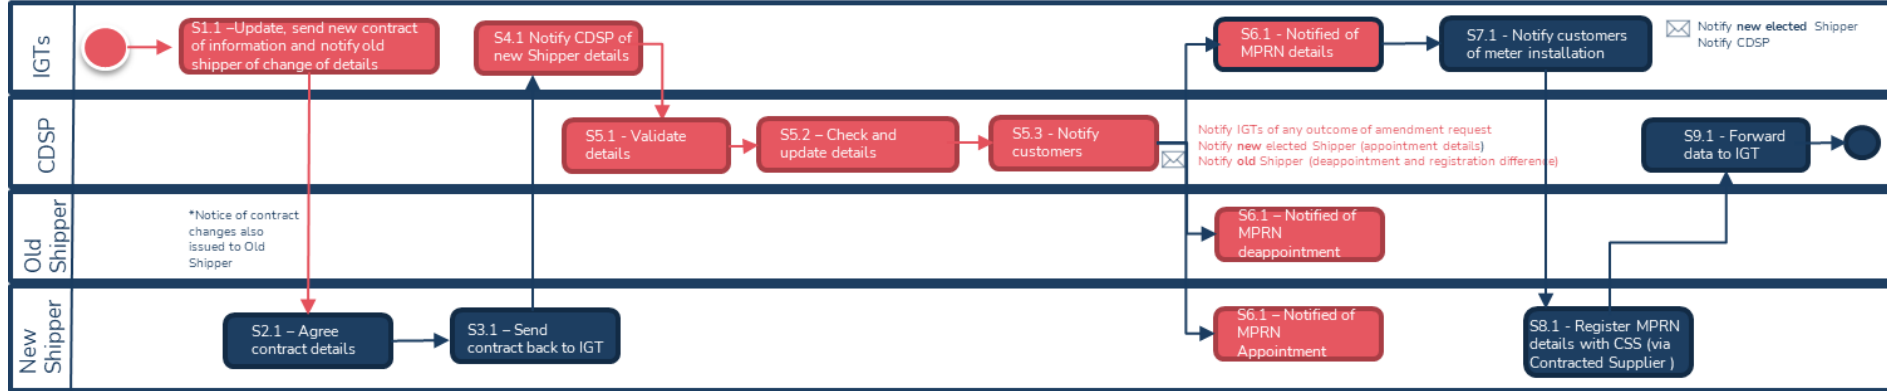 IGTs
S1.1 –Update, send new contract
of information and notify old
shipper of change of details
S4.1 Notify CDSP of
new Shipper details
S6.1 - Notified of
MPRN details
S7.1 - Notify customers
of meter installation
Notify new elected Shipper
Notify CDSP
CDSP
S5.1 - Validate
details
S5.2 – Check and
update details
S5.3 - Notify
customers
Notify IGTs of any outcome of amendment request
Notify new elected Shipper (appointment details)
Notify old Shipper (deappointment and registration difference)
S9.1 - Forward
data to IGT
Old
Shipper
*Notice of contract
changes also
issued to Old
Shipper
S6.1 – Notified of
MPRN
deappointment
New
Shipper
S2.1 – Agree
contract details
S3.1 – Send
contract back to IGT
S6.1 – Notified of
MPRN
Appointment
S8.1 - Register MPRN
details with CSS (via
Contracted Supplier )